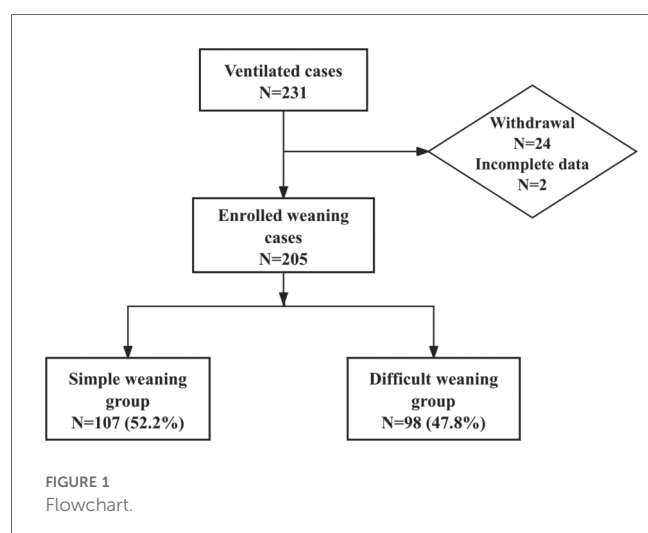 Ventilated cases
N=231
Withdrawal
N=24
Incomplete data
N=2
Enrolled weaning
cases
N=205
Simple weaning
group
N=107 (52.2%)
Difficult weaning
group
N=98 (47.8%)
FIGURE 1
Flowchart.